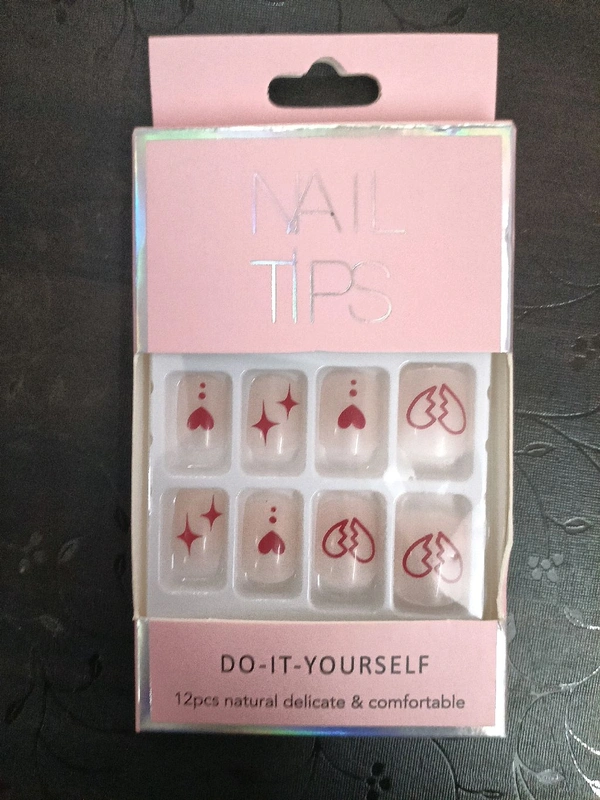 NAIL
TIPS
DO-IT-YOURSELF
12pcs natural delicate & comfortable